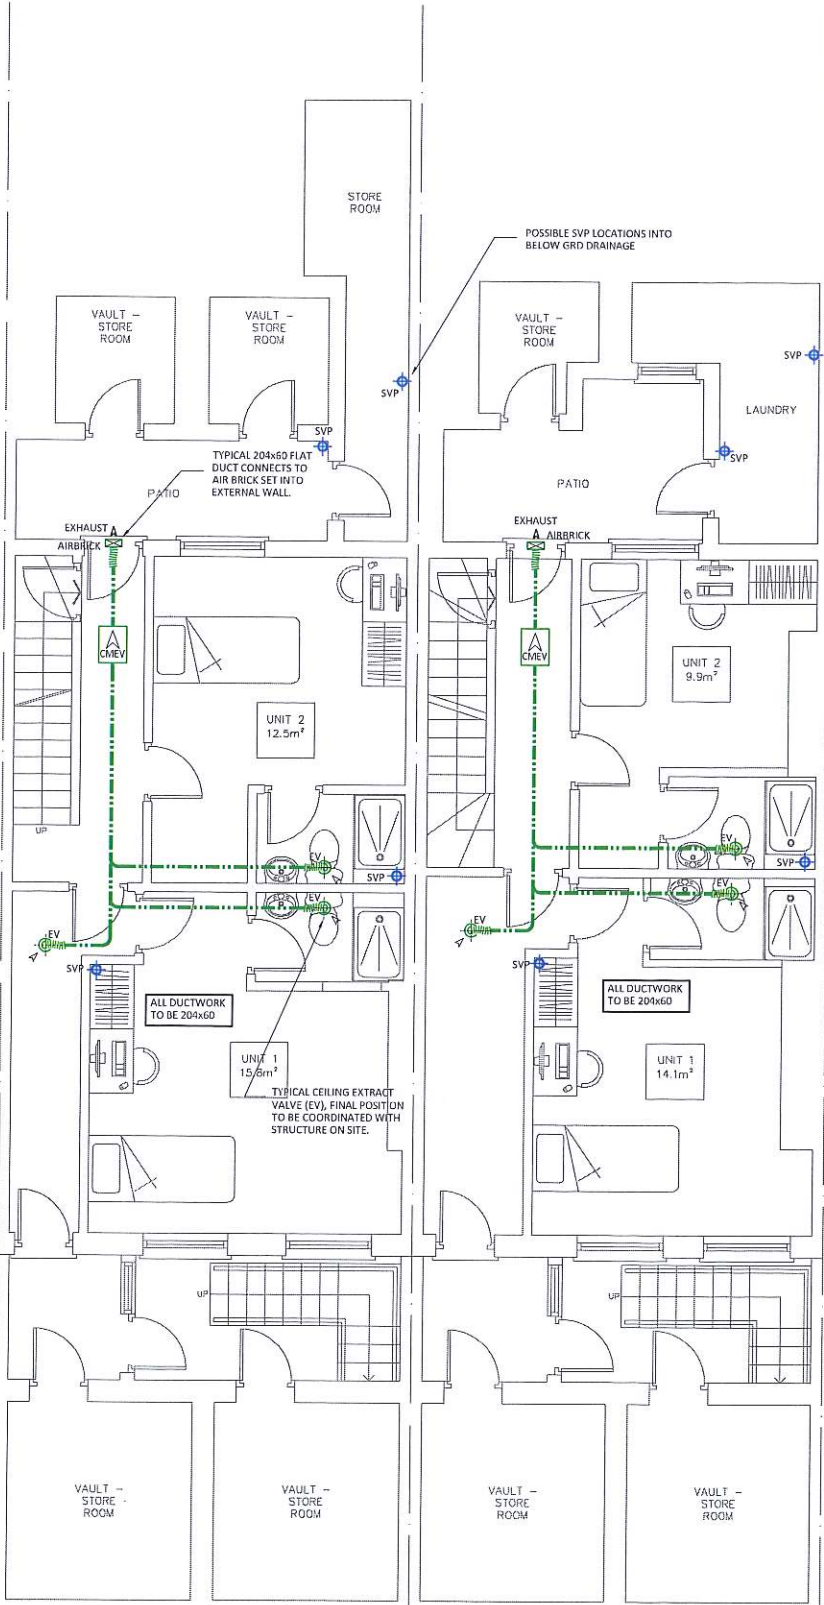 STORE
ROOM
POSSIBLE SVP LOCATIONS INTO
BELOW GRD DRAINAGE
VAULT –
STORE
ROOM
VAULT –
STORE
ROOM
VAULT –
STORE
ROOM
SVP
SVP
LAUNDRY
SVP
SVP
TYPICAL 204x60 FLAT
DUCT CONNECTS TO
AIR BRICK SET INTO
EXTERNAL WALL.
PATIO
PATIO
EXHAUST
AIRBRICK
EXHAUST
AIRBRICK
CMEV
CMEV
UNIT 2
12.5m²
UNIT 2
9.9m²
UP
EV
SVP
EV
SVP
EV
EV
EV
EV
SVP
SVP
ALL DUCTWORK
TO BE 204x60
ALL DUCTWORK
TO BE 204x60
UNIT 1
15.8m²
UNIT 1
14.1m²
TYPICAL CEILING EXTRACT
VALVE (EV), FINAL POSITION
TO BE COORDINATED WITH
STRUCTURE ON SITE.
UP
UP
VAULT –
STORE
ROOM
VAULT –
STORE
ROOM
VAULT –
STORE
ROOM
VAULT –
STORE
ROOM